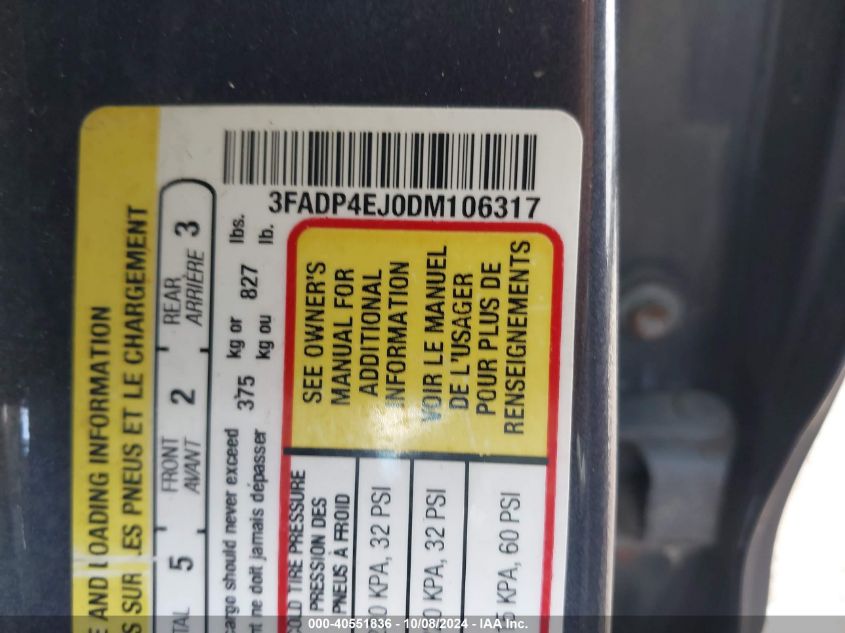 3FADP4EJ0DM106317
AND LOADING INFORMATION
SUR LES PNEUS ET LE CHARGEMENT
5 FRONT 2 REAR 3
AVANT ARRIÈRE
should never exceed 375 kg or 827 lbs.
ne doit jamais dépasser kg ou lb.
COLD TIRE PRESSURE
PRESSION DES
PNEUS À FROID
KPA, 32 PSI
KPA, 32 PSI
KPA, 60 PSI
SEE OWNER'S
MANUAL FOR
ADDITIONAL
INFORMATION
VOIR LE MANUEL
DE L'USAGER
POUR PLUS DE
RENSEIGNEMENTS
000-40551836 - 10/08/2024 - IAA Inc.